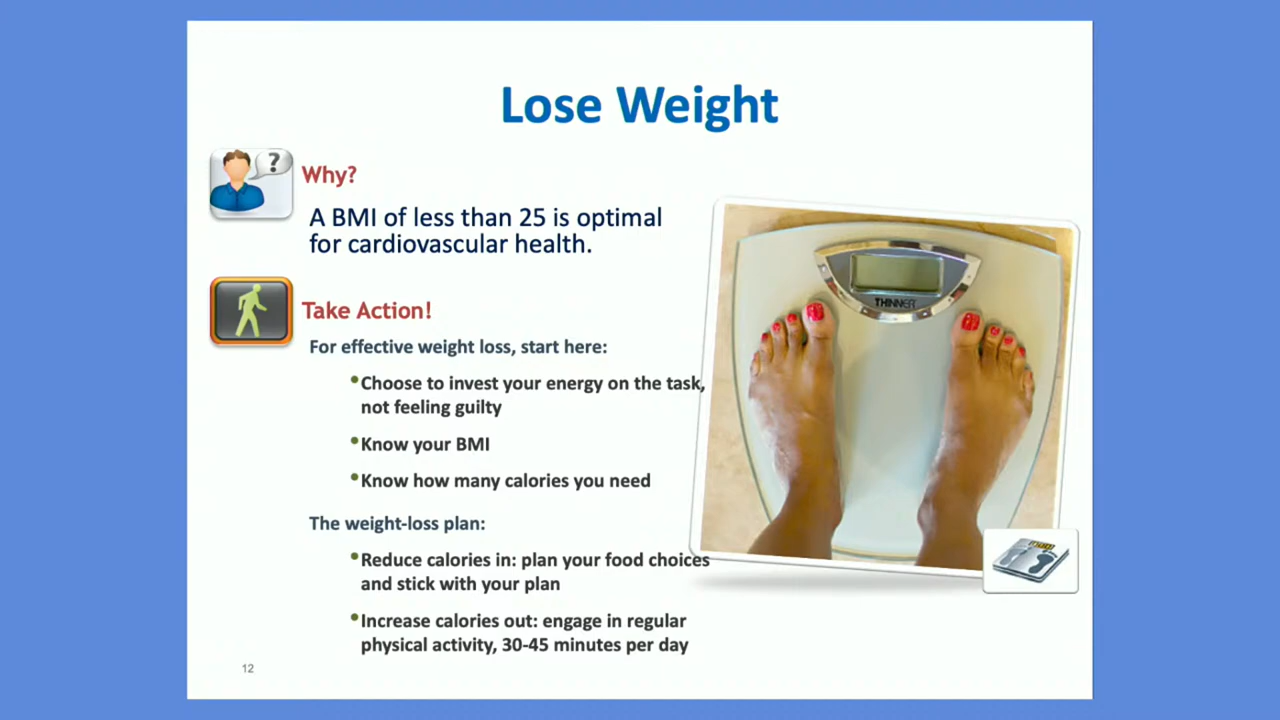 Lose Weight
?
Why?
A BMI of less than 25 is optimal
for cardiovascular health.
Take Action!
For effective weight loss, start here:
•Choose to invest your energy on the task,
not feeling guilty
•Know your BMI
•Know how many calories you need
The weight-loss plan:
•Reduce calories in: plan your food choices
and stick with your plan
•Increase calories out: engage in regular
physical activity, 30-45 minutes per day
THINNER
12